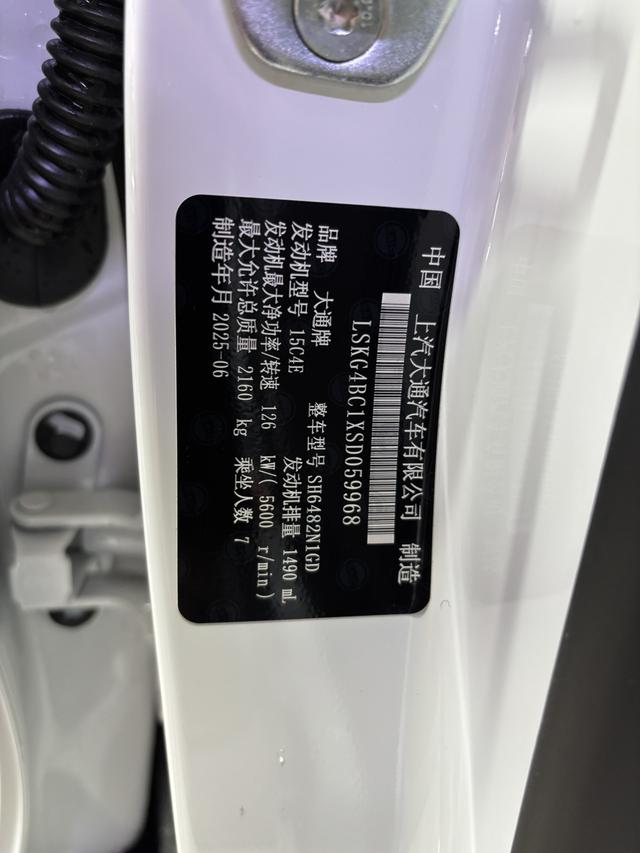 中国 上汽大通汽车有限公司 制造
LSKG4BC1XSD059968
品牌 大通牌 整车型号 SH6482N1GD
发动机型号 15C4E 发动机排量 1490 mL
发动机最大净功率/转速 126 kW/( 5600 r/min )
最大允许总质量 2160 kg 乘坐人数 7
制造年月 2025-06